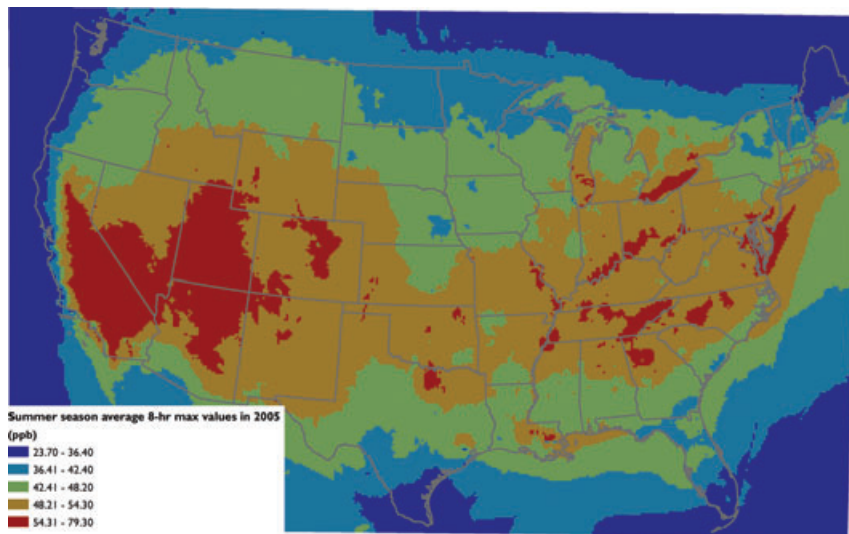 Summer season average 8-hr max values in 2005
(ppb)
23.70 - 36.40
36.41 - 42.40
42.41 - 48.20
48.21 - 54.30
54.31 - 79.30